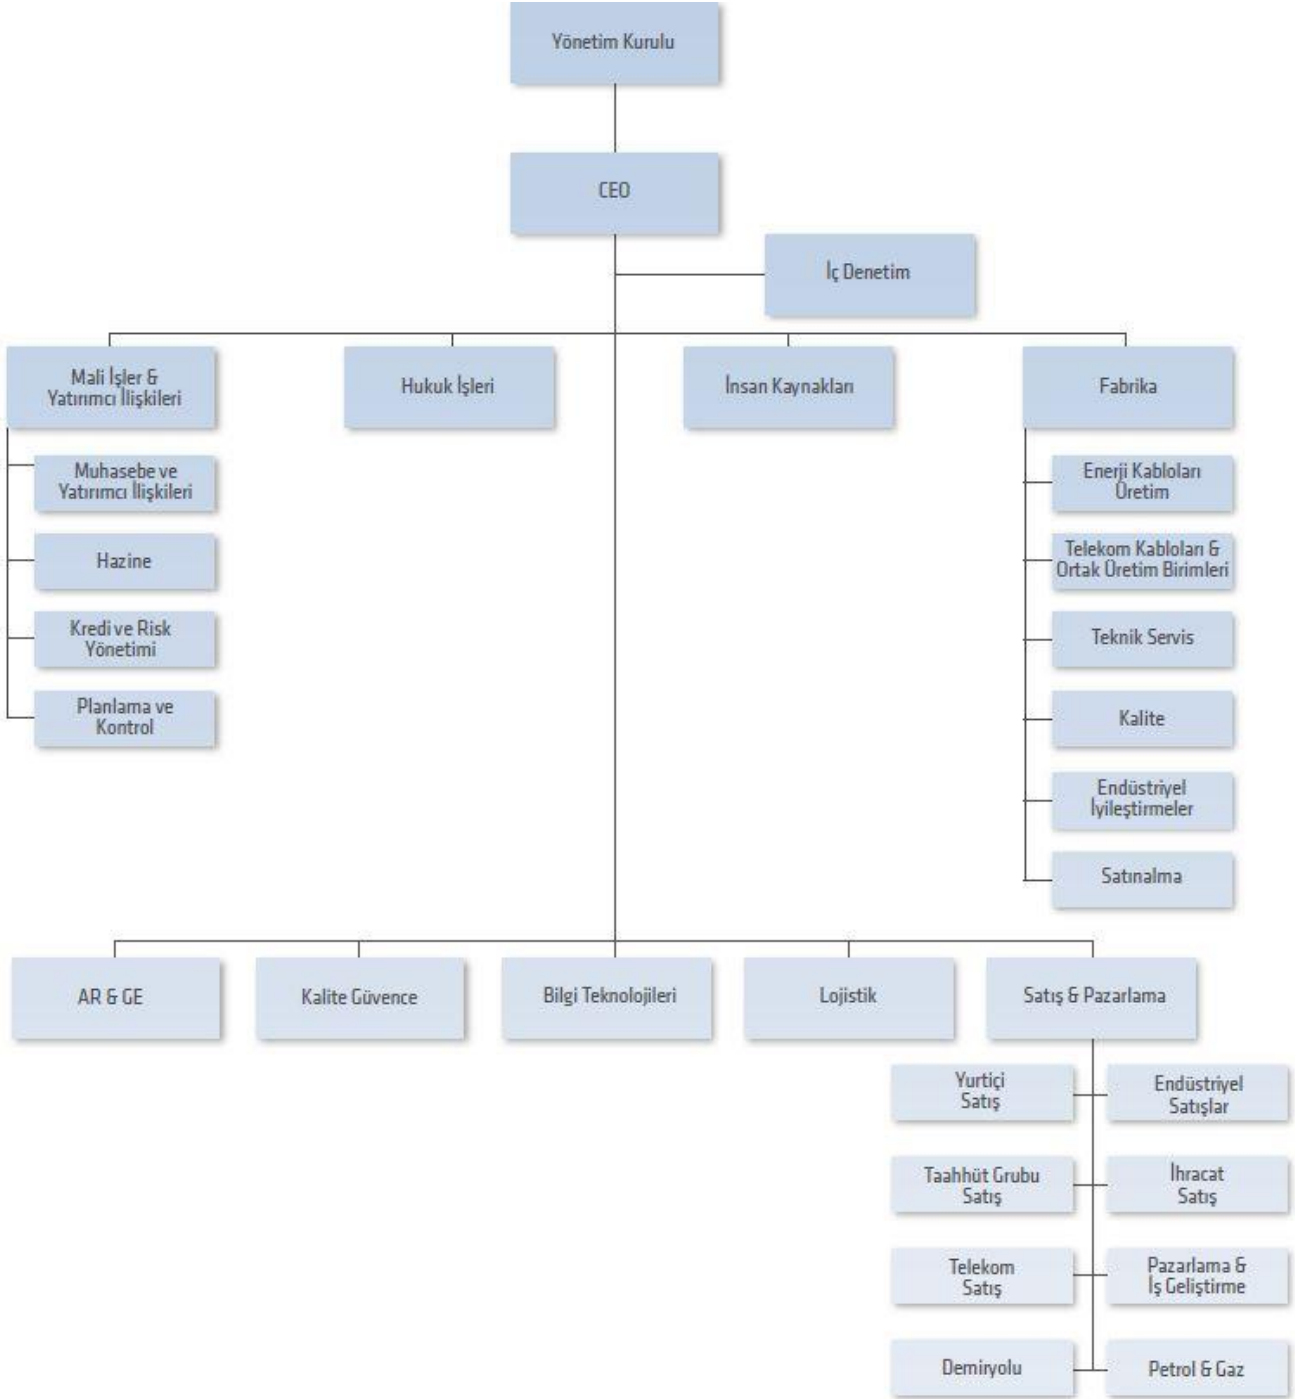 Yönetim Kurulu
CEO
İç Denetim
Mali İşler &
Yatırımcı İlişkileri
Hukuk İşleri
İnsan Kaynakları
Fabrika
Muhasebe ve
Yatırımcı İlişkileri
Hazine
Kredi ve Risk
Yönetimi
Planlama ve
Kontrol
Enerji Kabloları
Üretim
Telekom Kabloları &
Ortak Üretim Birimleri
Teknik Servis
Kalite
Endüstriyel
İyileştirmeler
Satınalma
AR & GE
Kalite Güvence
Bilgi Teknolojileri
Lojistik
Satış & Pazarlama
Yurtiçi
Satış
Endüstriyel
Satışlar
Taahhüt Grubu
Satış
İhracat
Satış
Telekom
Satış
Pazarlama &
İş Geliştirme
Demiryolu
Petrol & Gaz